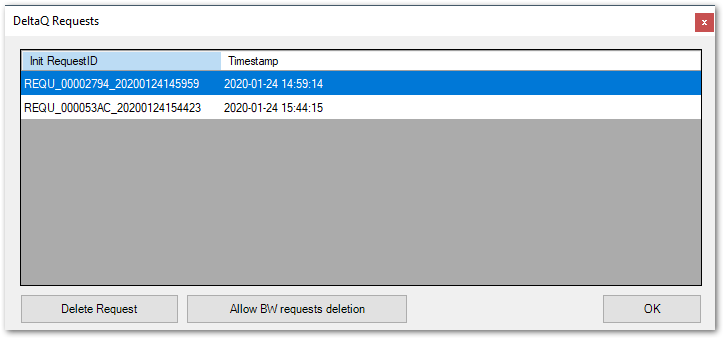 DeltaQ Requests
x
Init RequestID Timestamp
REQU_00002794_20200124145959 2020-01-24 14:59:14
REQU_000053AC_20200124154423 2020-01-24 15:44:15
Delete Request Allow BW requests deletion OK